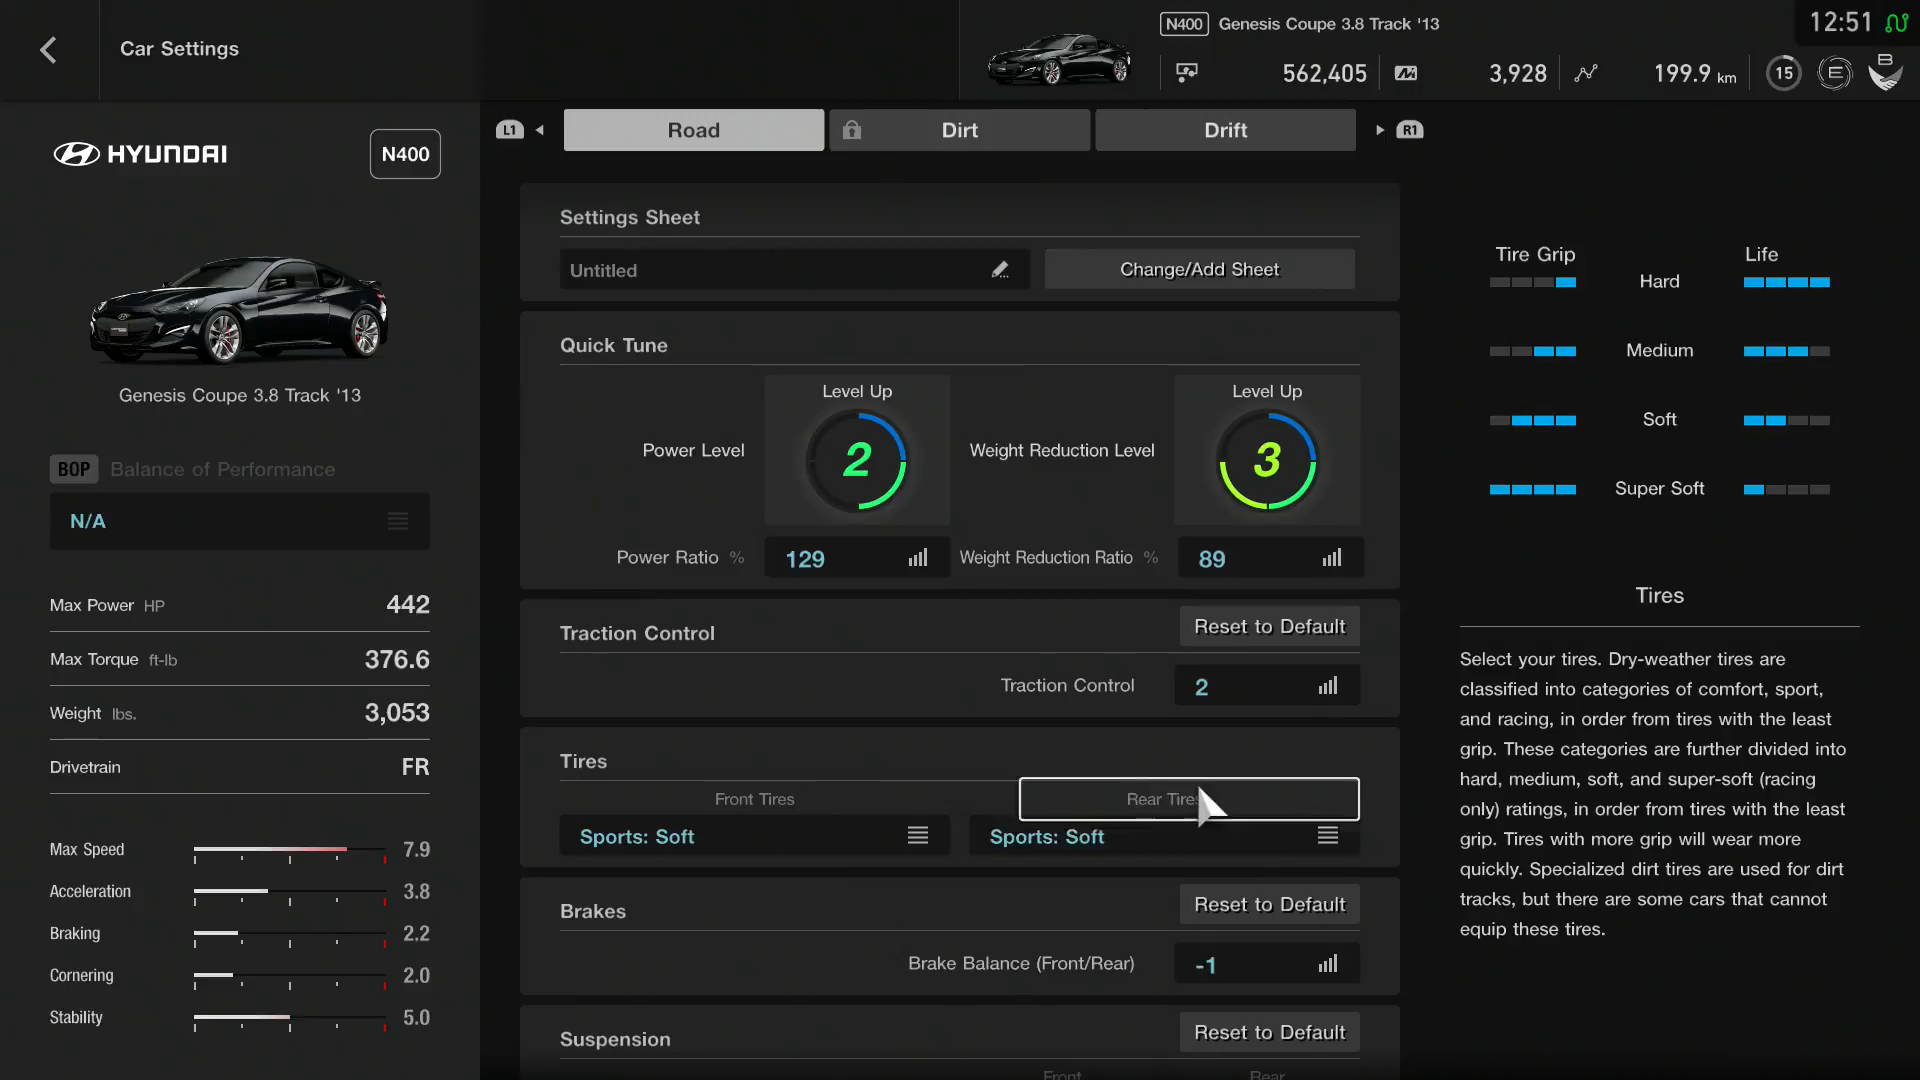 Car Settings
N400 Genesis Coupe 3.8 Track '13
562,405
3,928
199.9 km
15
E
B
12:51
HYUNDAI
N400
Genesis Coupe 3.8 Track '13
BOP Balance of Performance
N/A
Max Power HP 442
Max Torque ft-lb 376.6
Weight lbs. 3,053
Drivetrain FR
Max Speed 7.9
Acceleration 3.8
Braking 2.2
Cornering 2.0
Stability 5.0
L1 Road Dirt Drift R1
Settings Sheet
Untitled Change/Add Sheet
Quick Tune
Level Up Level Up
Power Level 2 Weight Reduction Level 3
Power Ratio % 129 Weight Reduction Ratio % 89
Traction Control Reset to Default
Traction Control 2
Tires
Front Tires Rear Tires
Sports: Soft Sports: Soft
Brakes Reset to Default
Brake Balance (Front/Rear) -1
Suspension Reset to Default
Front Rear
Tire Grip Life
Hard
Medium
Soft
Super Soft
Tires
Select your tires. Dry-weather tires are
classified into categories of comfort, sport,
and racing, in order from tires with the least
grip. These categories are further divided into
hard, medium, soft, and super-soft (racing
only) ratings, in order from tires with the least
grip. Tires with more grip will wear more
quickly. Specialized dirt tires are used for dirt
tracks, but there are some cars that cannot
equip these tires.